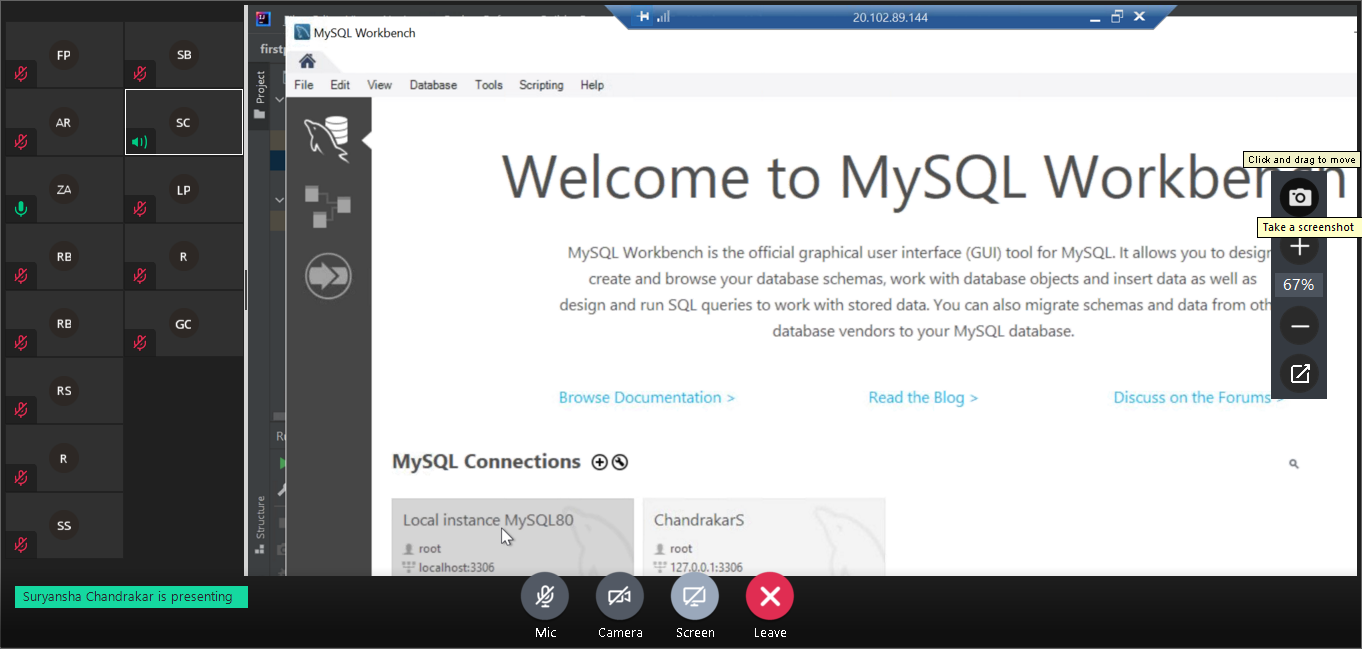 FP
SB
AR
SC
ZA
LP
RB
R
RB
GC
RS
R
SS
Suryansha Chandrakar is presenting
Project
Structure
20.102.89.144
MySQL Workbench
File Edit View Database Tools Scripting Help
Welcome to MySQL Workbench
MySQL Workbench is the official graphical user interface (GUI) tool for MySQL. It allows you to design,
create and browse your database schemas, work with database objects and insert data as well as
design and run SQL queries to work with stored data. You can also migrate schemas and data from oth
database vendors to your MySQL database.
Browse Documentation > Read the Blog > Discuss on the Forums >
MySQL Connections
Local instance MySQL80
root
localhost:3306
ChandrakarS
root
127.0.0.1:3306
Click and drag to move
Take a screenshot
67%
Mic Camera Screen Leave